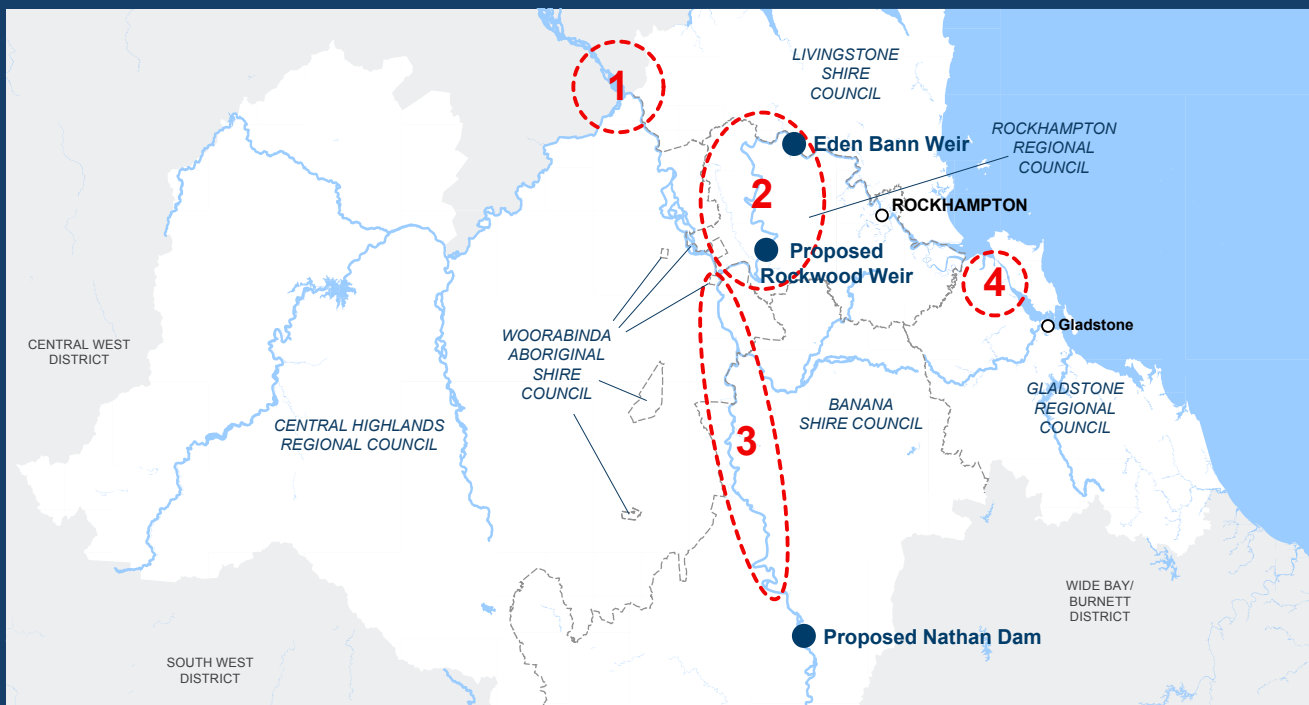 LIVINGSTONE
SHIRE
COUNCIL
1
ROCKHAMPTON
REGIONAL
COUNCIL
Eden Bann Weir
2
ROCKHAMPTON
Proposed
Rockwood Weir
4
Gladstone
WOORABINDA
ABORIGINAL
SHIRE
COUNCIL
CENTRAL WEST
DISTRICT
CENTRAL HIGHLANDS
REGIONAL COUNCIL
3
BANANA
SHIRE COUNCIL
GLADSTONE
REGIONAL
COUNCIL
WIDE BAY/
BURNETT
DISTRICT
Proposed Nathan Dam
SOUTH WEST
DISTRICT